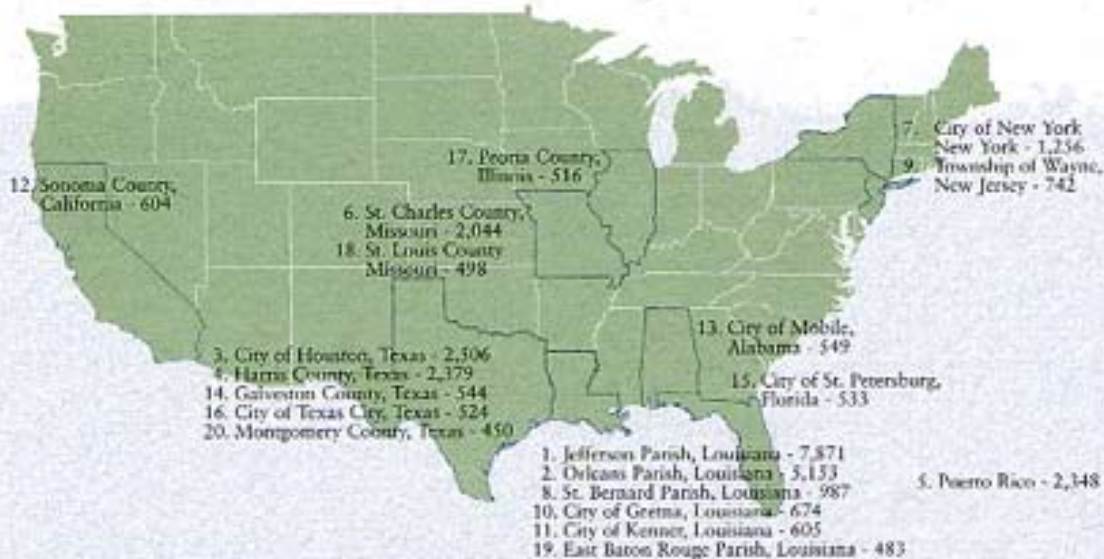 7. City of New York
New York - 1,256
9. Township of Wayne,
New Jersey - 742
17. Peoria County,
Illinois - 516
12. Sonoma County,
California - 604
6. St. Charles County,
Missouri - 2,044
18. St. Louis County
Missouri - 498
13. City of Mobile,
Alabama - 549
3. City of Houston, Texas - 2,506
4. Harris County, Texas - 2,379
14. Galveston County, Texas - 544
16. City of Texas City, Texas - 524
20. Montgomery County, Texas - 450
15. City of St. Petersburg,
Florida - 533
1. Jefferson Parish, Louisiana - 7,871
2. Orleans Parish, Louisiana - 5,153
8. St. Bernard Parish, Louisiana - 987
10. City of Gretna, Louisiana - 674
11. City of Kenner, Louisiana - 605
19. East Baton Rouge Parish, Louisiana - 483
5. Puerto Rico - 2,348